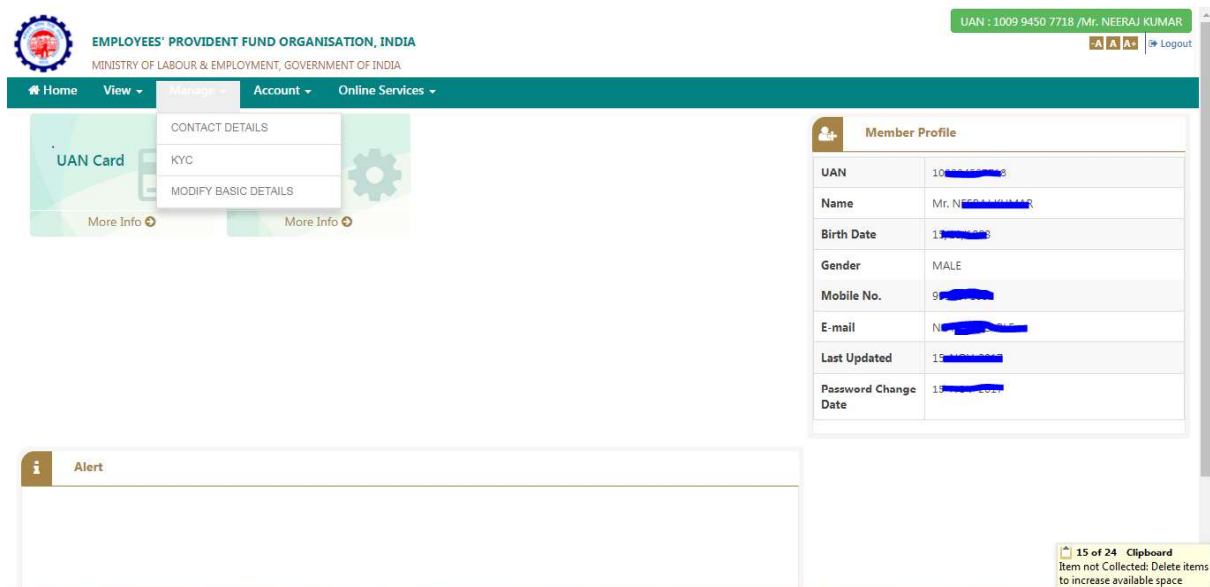 UAN : 1009 9450 7718 /Mr. NEERAJ KUMAR
EMPLOYEES' PROVIDENT FUND ORGANISATION, INDIA
MINISTRY OF LABOUR & EMPLOYMENT, GOVERNMENT OF INDIA
-A A A+ Logout
Home View Manage Account Online Services
CONTACT DETAILS
KYC
MODIFY BASIC DETAILS
UAN Card
More Info More Info
Member Profile
UAN
Name Mr.
Birth Date
Gender MALE
Mobile No.
E-mail
Last Updated
Password Change
Date
Alert
15 of 24 Clipboard
Item not Collected: Delete items
to increase available space